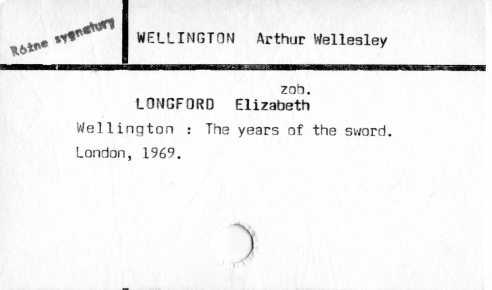 Różne sygnatury
WELLINGTON Arthur Wellesley
zob.
LONGFORD Elizabeth
Wellington : The years of the sword.
London, 1969.